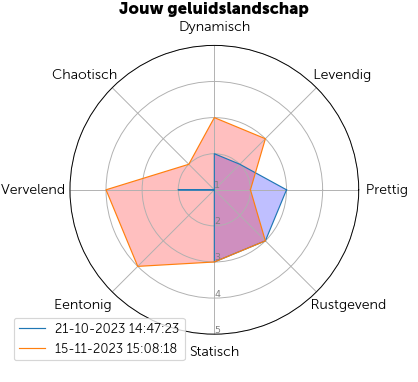 Jouw geluidslandschap
Dynamisch
Chaotisch
Levendig
Vervelend
Prettig
1
2
3
4
5
Eentonig
Rustgevend
Statisch
21-10-2023 14:47:23
15-11-2023 15:08:18